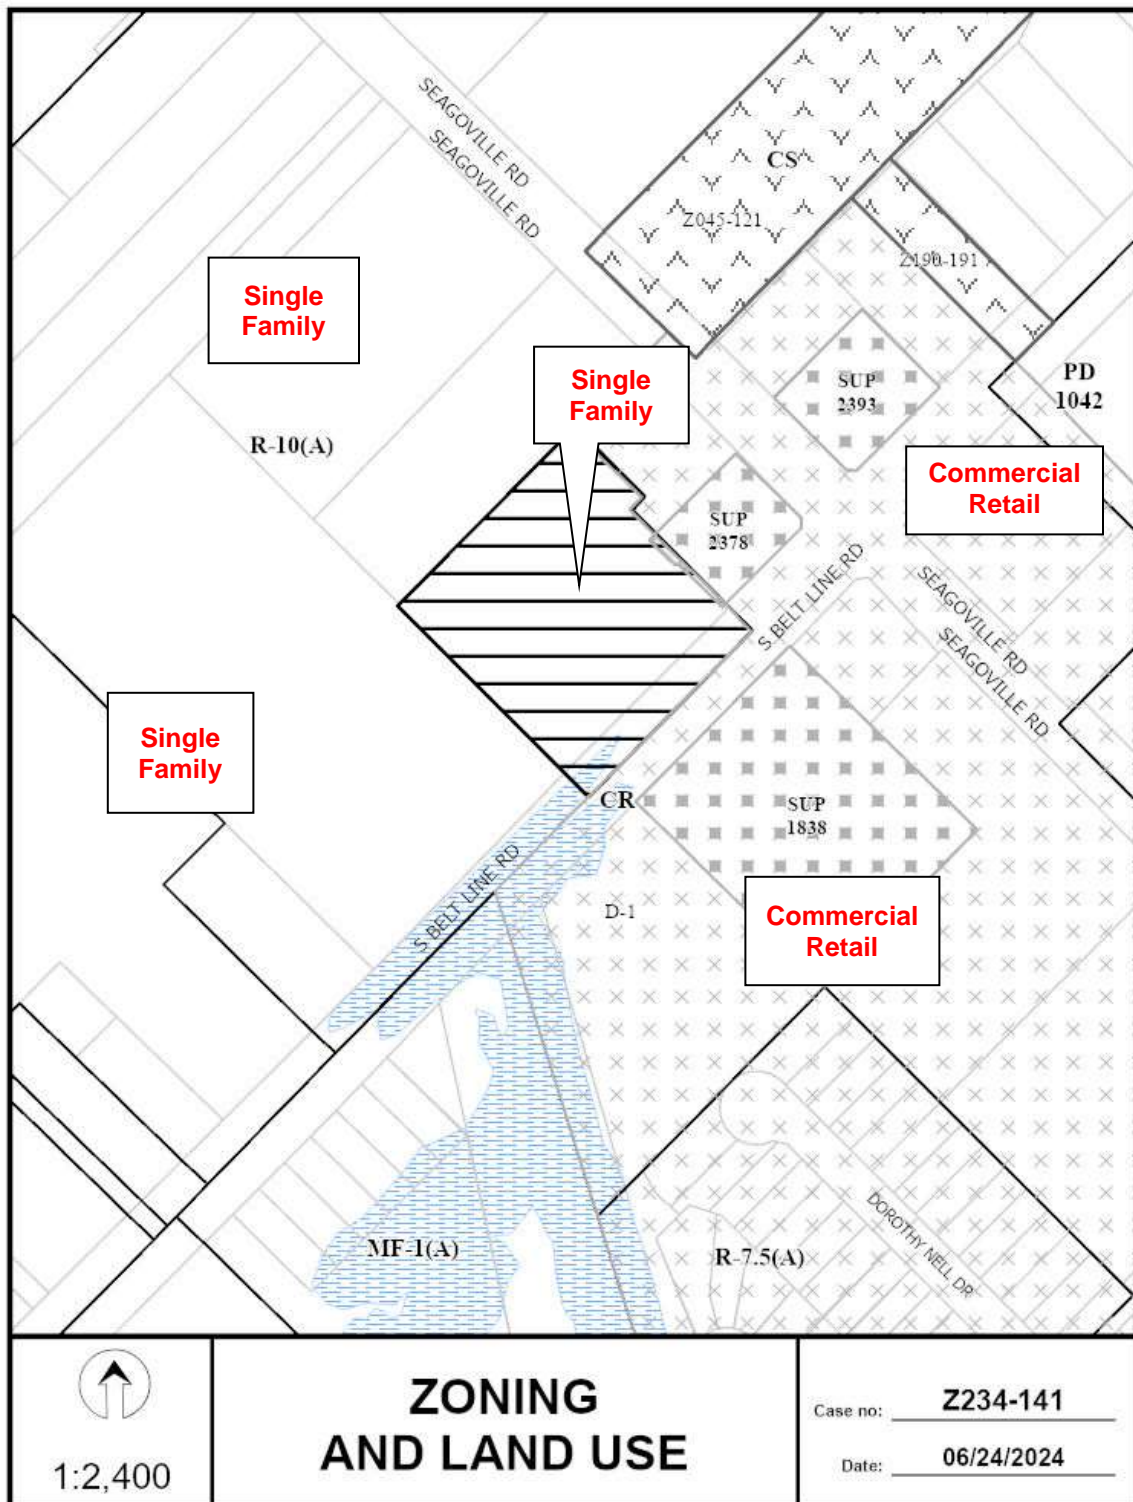 SEAGOVILLE RD
SEAGOVILLE RD
CS
Z045-121
Z190-191
Single
Family
Single
Family
SUP
2393
PD
1042
R-10(A)
Commercial
Retail
SUP
2378
S BELT LINE RD
SEAGOVILLE RD
SEAGOVILLE RD
Single
Family
CR
SUP
1838
S BELT LINE RD
D-1
Commercial
Retail
DOROTHY NELL DR
MF-1(A)
R-7.5(A)
1:2,400
ZONING
AND LAND USE
Case no: Z234-141
Date: 06/24/2024